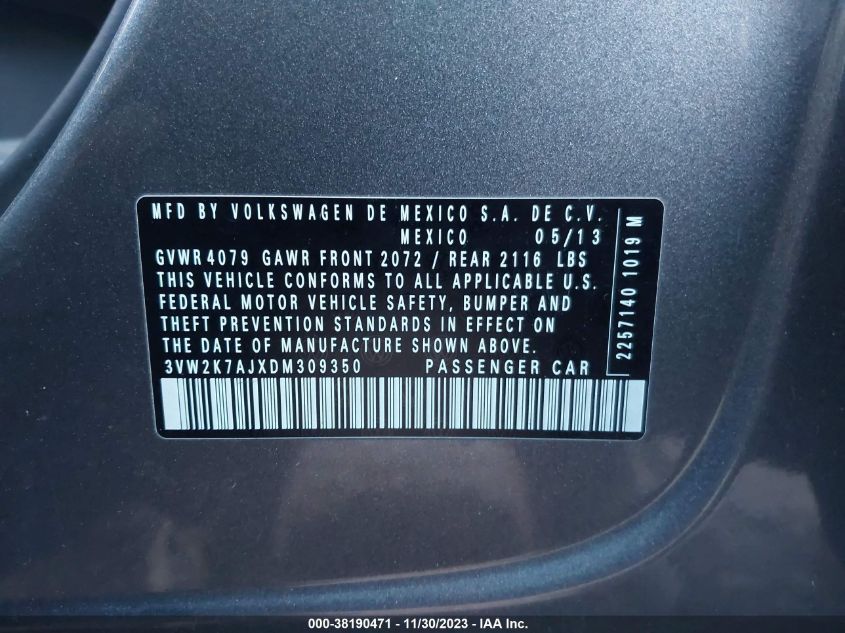 MFD BY VOLKSWAGEN DE MEXICO S.A. DE C.V.
MEXICO 05/13
GVWR 4079 GAWR FRONT 2072 / REAR 2116 LBS
THIS VEHICLE CONFORMS TO ALL APPLICABLE U.S.
FEDERAL MOTOR VEHICLE SAFETY, BUMPER AND
THEFT PREVENTION STANDARDS IN EFFECT ON
THE DATE OF MANUFACTURE SHOWN ABOVE.
3VW2K7AJXDM309350 PASSENGER CAR
2257140 1019 M
000-38190471 - 11/30/2023 - IAA Inc.